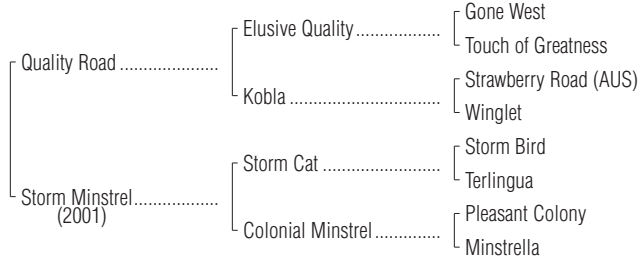 Gone West
Elusive Quality ....................
Touch of Greatness
Quality Road .......................
Strawberry Road (AUS)
Kobla ...................................
Winglet
Storm Bird
Storm Cat ...........................
Terlingua
Storm Minstrel....................
(2001)
Pleasant Colony
Colonial Minstrel...............
Minstrella